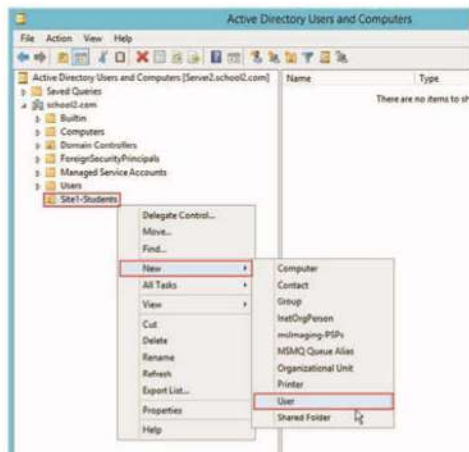 Active Directory Users and Computers
File Action View Help
Active Directory Users and Computers [Server2.school2.com]
Name Type
Saved Queries
There are no items to sh
school2.com
Builtin
Computers
Domain Controllers
ForeignSecurityPrincipals
Managed Service Accounts
Users
Site1-Students
Delegate Control...
Move...
Find...
New
All Tasks
View
Cut
Delete
Rename
Refresh
Export List...
Properties
Help
Computer
Contact
Group
InetOrgPerson
msImaging-PSPs
MSMQ Queue Alias
Organizational Unit
Printer
User
Shared Folder